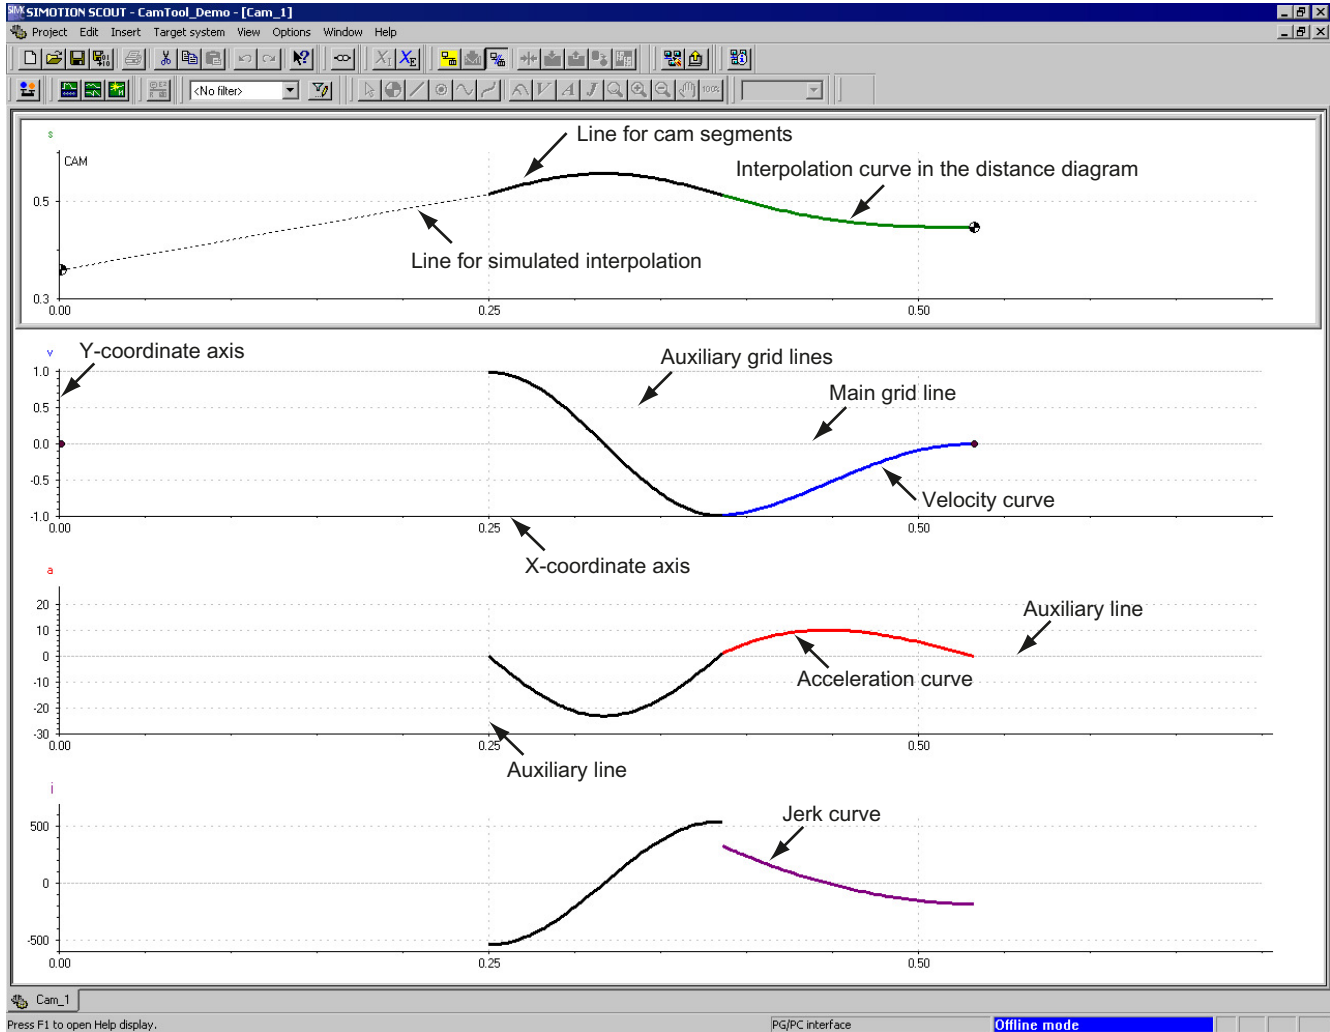 SIMOTION SCOUT - CamTool_Demo - [Cam_1]
Project Edit Insert Target system View Options Window Help
<No filter>
100%
s
CAM
Line for cam segments
Interpolation curve in the distance diagram
0.5
Line for simulated interpolation
0.3
0.00 0.25 0.50
v
Y-coordinate axis
Auxiliary grid lines
1.0
Main grid line
0.5
0.0
-0.5
Velocity curve
-1.0
0.00 0.25 0.50
X-coordinate axis
a
20
Auxiliary line
10
0
Acceleration curve
-10
-20
-30
0.00 0.25 0.50
Auxiliary line
j
Jerk curve
500
0
-500
0.00 0.25 0.50
Cam_1
Press F1 to open Help display. PG/PC interface Offline mode